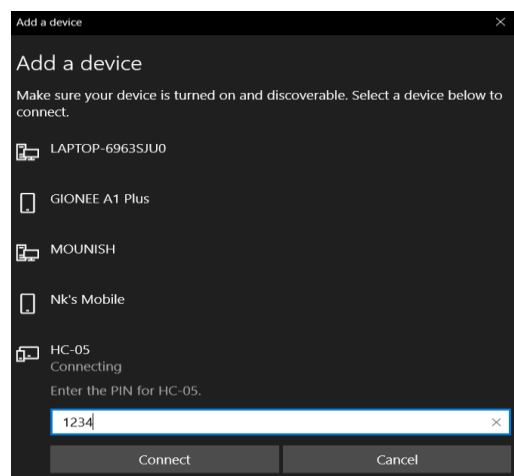 Add a device
Add a device
Make sure your device is turned on and discoverable. Select a device below to
connect.
LAPTOP-6963SJU0
GIONEE A1 Plus
MOUNISH
Nk's Mobile
HC-05
Connecting
Enter the PIN for HC-05.
1234
Connect Cancel